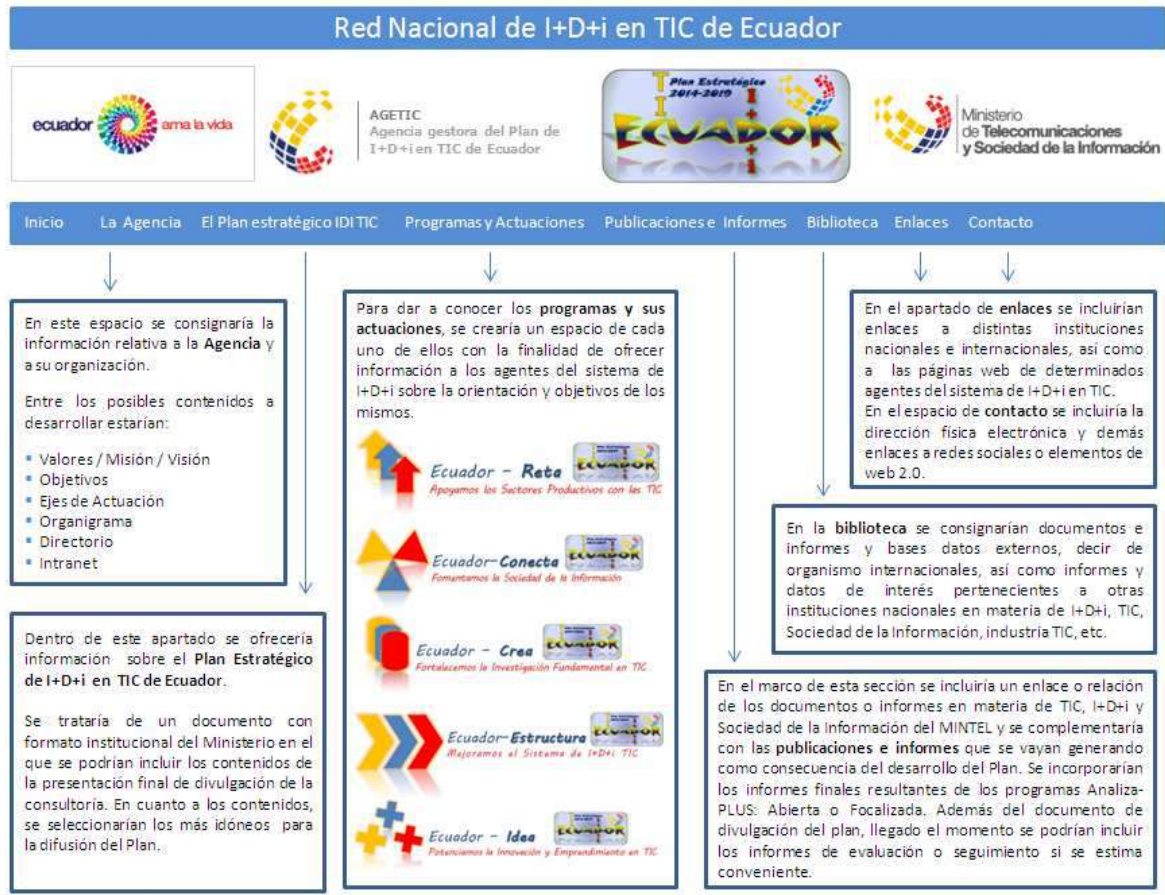 Red Nacional de I+D+i en TIC de Ecuador
ecuador ama la vida
AGETIC
Agencia gestora del Plan de
I+D+i en TIC de Ecuador
Plan Estratégico
2014-2019
TIC
I+D+i
ECUADOR
Ministerio
de Telecomunicaciones
y Sociedad de la Información
Inicio La Agencia El Plan estratégico IDI TIC Programas y Actuaciones Publicaciones e Informes Biblioteca Enlaces Contacto
En este espacio se consignaría la
información relativa a la Agencia y
a su organización.
Entre los posibles contenidos a
desarrollar estarían:
▪ Valores / Misión / Visión
▪ Objetivos
▪ Ejes de Actuación
▪ Organigrama
▪ Directorio
▪ Intranet
Dentro de este apartado se ofrecería
información sobre el Plan Estratégico
de I+D+i en TIC de Ecuador.
Se trataría de un documento con
formato institucional del Ministerio en el
que se podrían incluir los contenidos de
la presentación final de divulgación de la
consultoría. En cuanto a los contenidos,
se seleccionarían los más idóneos para
la difusión del Plan.
Para dar a conocer los programas y sus
actuaciones, se crearía un espacio de cada
uno de ellos con la finalidad de ofrecer
información a los agentes del sistema de
I+D+i sobre la orientación y objetivos de los
mismos.
Ecuador – Reta ECUADOR
Apoyamos los Sectores Productivos con las TIC
Ecuador–Conecta ECUADOR
Fomentamos la Sociedad de la Información
Ecuador – Crea ECUADOR
Fortalecemos la Investigación Fundamental en TIC
Ecuador–Estructura ECUADOR
Mejoramos el Sistema de I+D+i TIC
Ecuador – Idea ECUADOR
Potenciamos la Innovación y Emprendimiento en TIC
En el apartado de enlaces se incluirían
enlaces a distintas instituciones
nacionales e internacionales, así como
a las páginas web de determinados
agentes del sistema de I+D+i en TIC.
En el espacio de contacto se incluiría la
dirección física electrónica y demás
enlaces a redes sociales o elementos de
web 2.0.
En la biblioteca se consignarían documentos e
informes y bases datos externos, decir de
organismo internacionales, así como informes y
datos de interés pertenecientes a otras
instituciones nacionales en materia de I+D+i, TIC,
Sociedad de la Información, industria TIC, etc.
En el marco de esta sección se incluiría un enlace o relación
de los documentos o informes en materia de TIC, I+D+i y
Sociedad de la Información del MINTEL y se complementaría
con las publicaciones e informes que se vayan generando
como consecuencia del desarrollo del Plan. Se incorporarían
los informes finales resultantes de los programas Analiza-
PLUS: Abierta o Focalizada. Además del documento de
divulgación del plan, llegado el momento se podrían incluir
los informes de evaluación o seguimiento si se estima
conveniente.